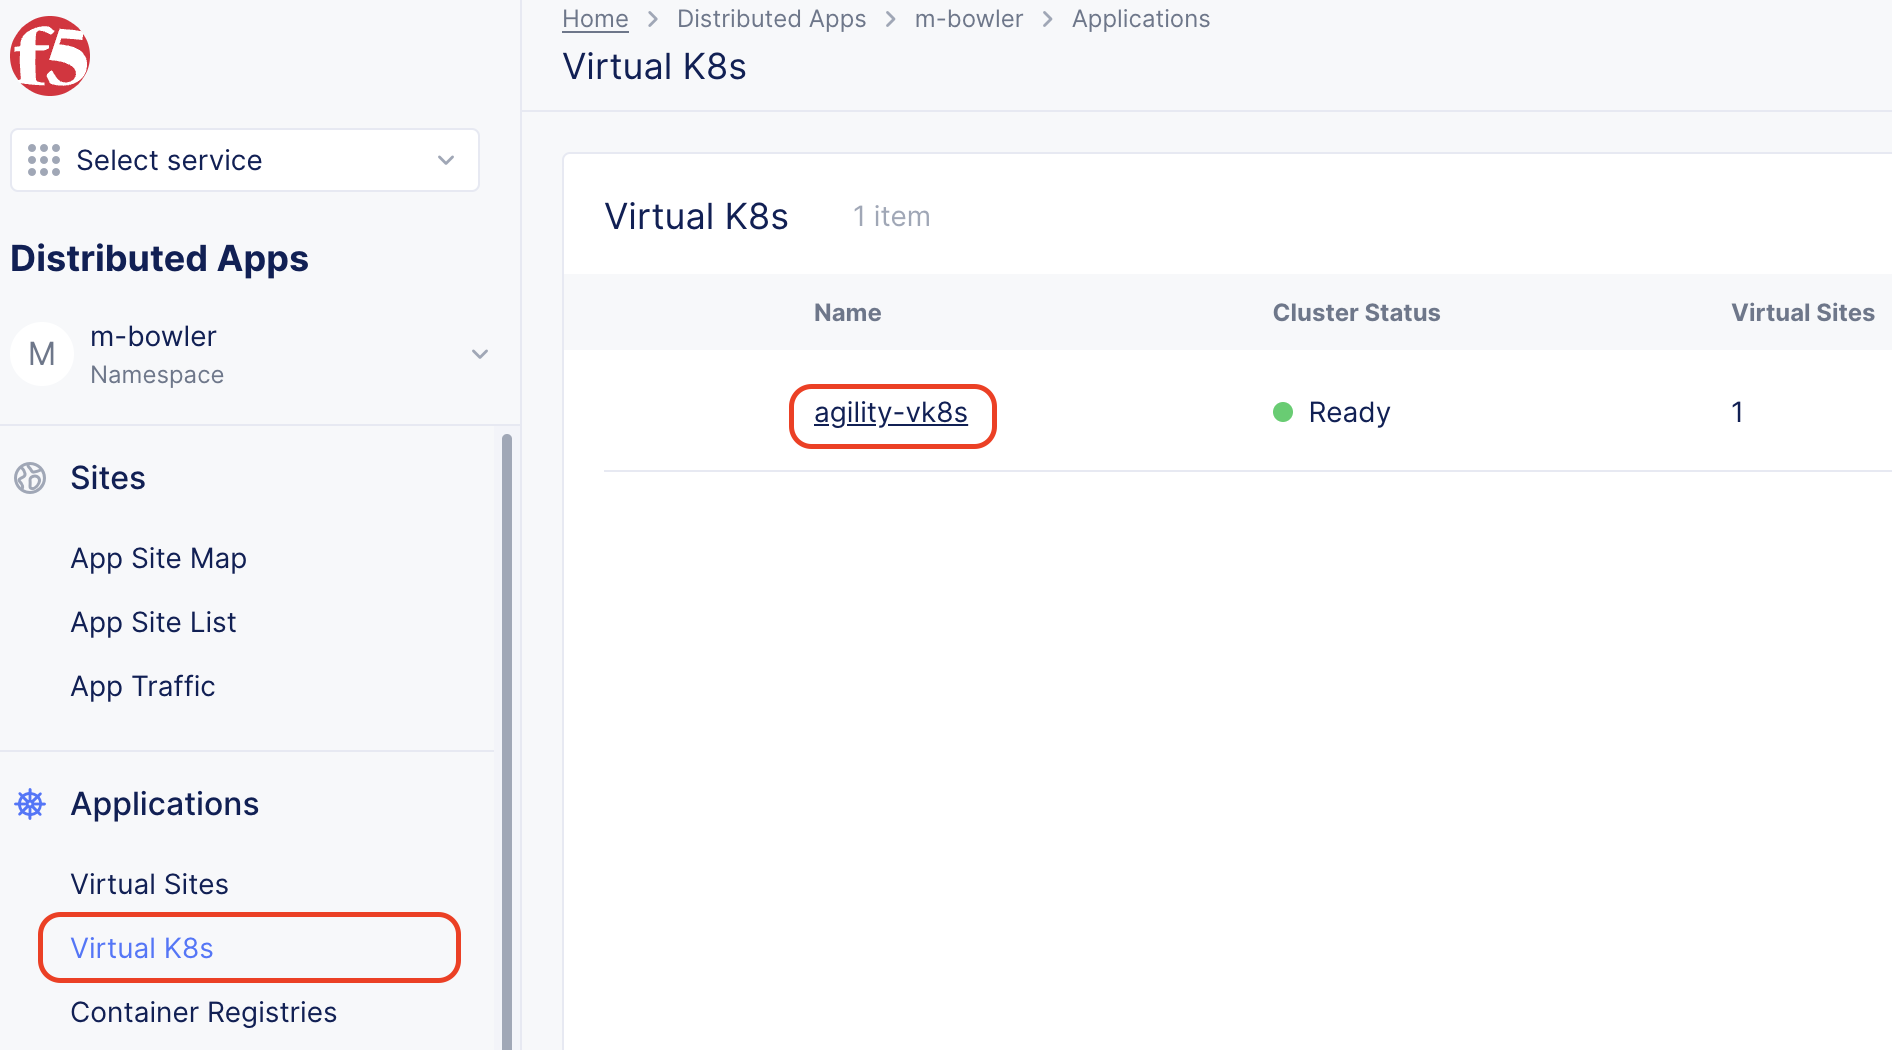 f5
Select service
Distributed Apps
M
m-bowler
Namespace
Sites
App Site Map
App Site List
App Traffic
Applications
Virtual Sites
Virtual K8s
Container Registries
Home > Distributed Apps > m-bowler > Applications
Virtual K8s
Virtual K8s 1 item
Name Cluster Status Virtual Sites
agility-vk8s Ready 1